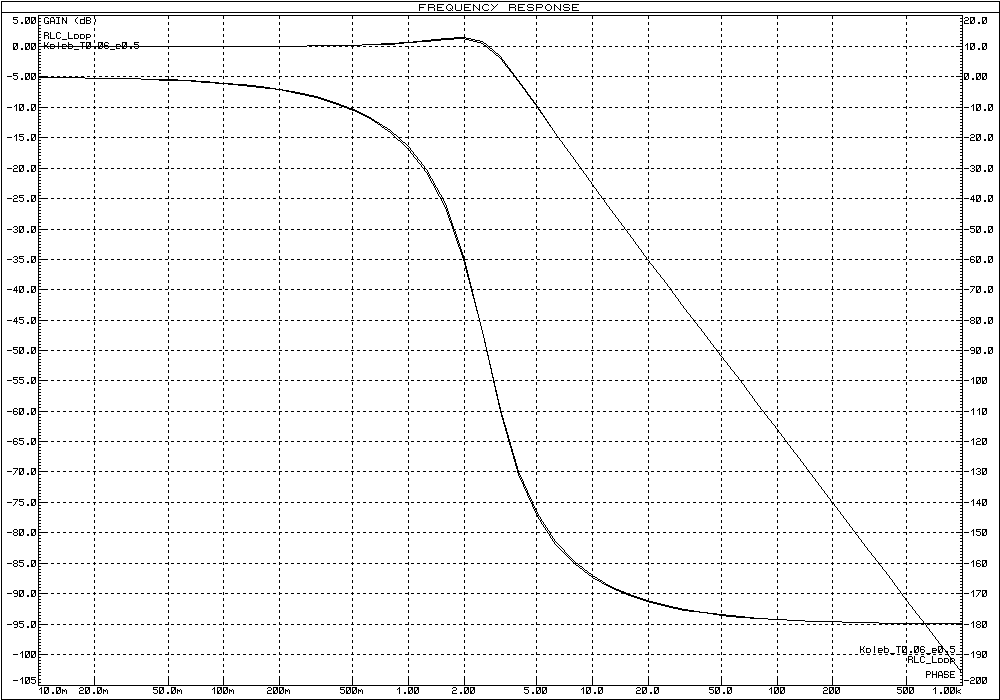 FREQUENCY RESPONSE
5.00 GAIN (dB) 20.0
RLC_Loop
0.00 Koleb_T0.06_e0.5 10.0
-5.00 0.00
-10.0 -10.0
-15.0 -20.0
-20.0 -30.0
-25.0 -40.0
-30.0 -50.0
-35.0 -60.0
-40.0 -70.0
-45.0 -80.0
-50.0 -90.0
-55.0 -100
-60.0 -110
-65.0 -120
-70.0 -130
-75.0 -140
-80.0 -150
-85.0 -160
-90.0 -170
-95.0 -180
Koleb_T0.06_e0.5
-100 -190
RLC_Loop
PHASE
-105 -200
10.0m 20.0m 50.0m 100m 200m 500m 1.00 2.00 5.00 10.0 20.0 50.0 100 200 500 1.00k